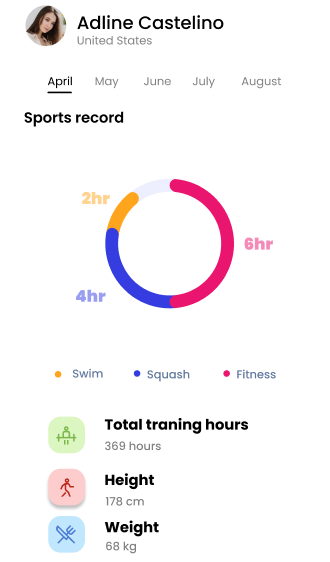 Adline Castelino
United States
April May June July August
Sports record
2hr
6hr
4hr
Swim Squash Fitness
Total traning hours
369 hours
Height
178 cm
Weight
68 kg